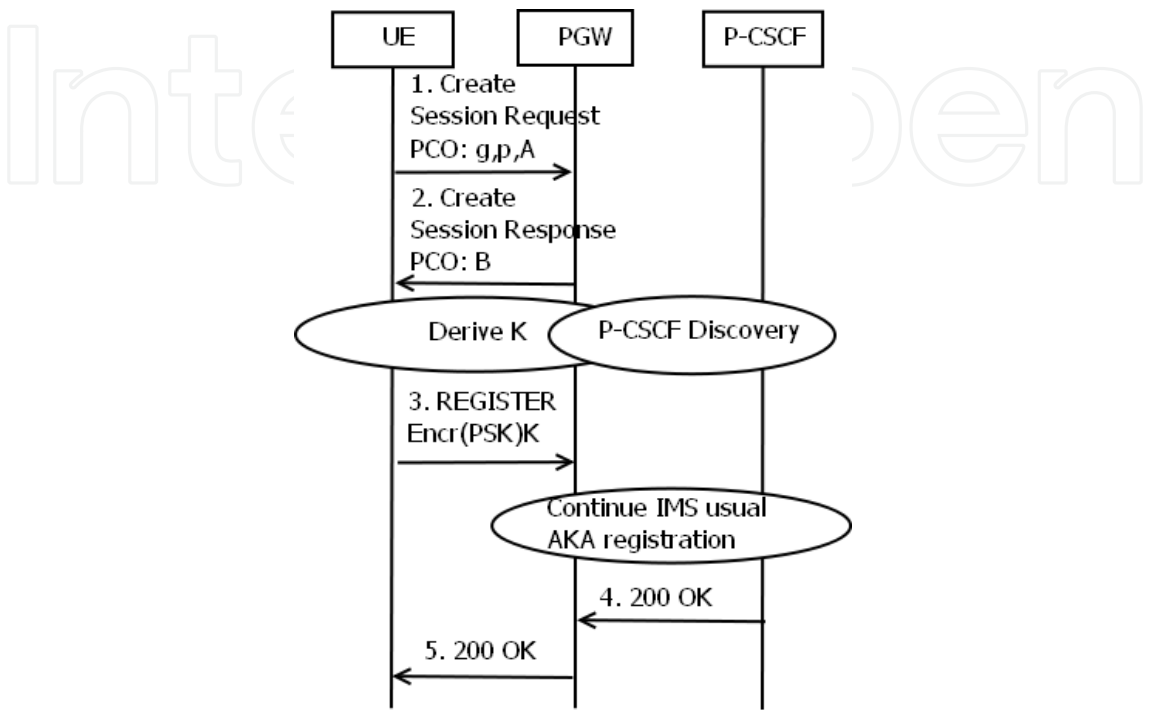 UE
PGW
P-CSCF
1. Create
Session Request
PCO: g,p,A
2. Create
Session Response
PCO: B
Derive K
P-CSCF Discovery
3. REGISTER
Encr(PSK)K
Continue IMS usual
AKA registration
4. 200 OK
5. 200 OK